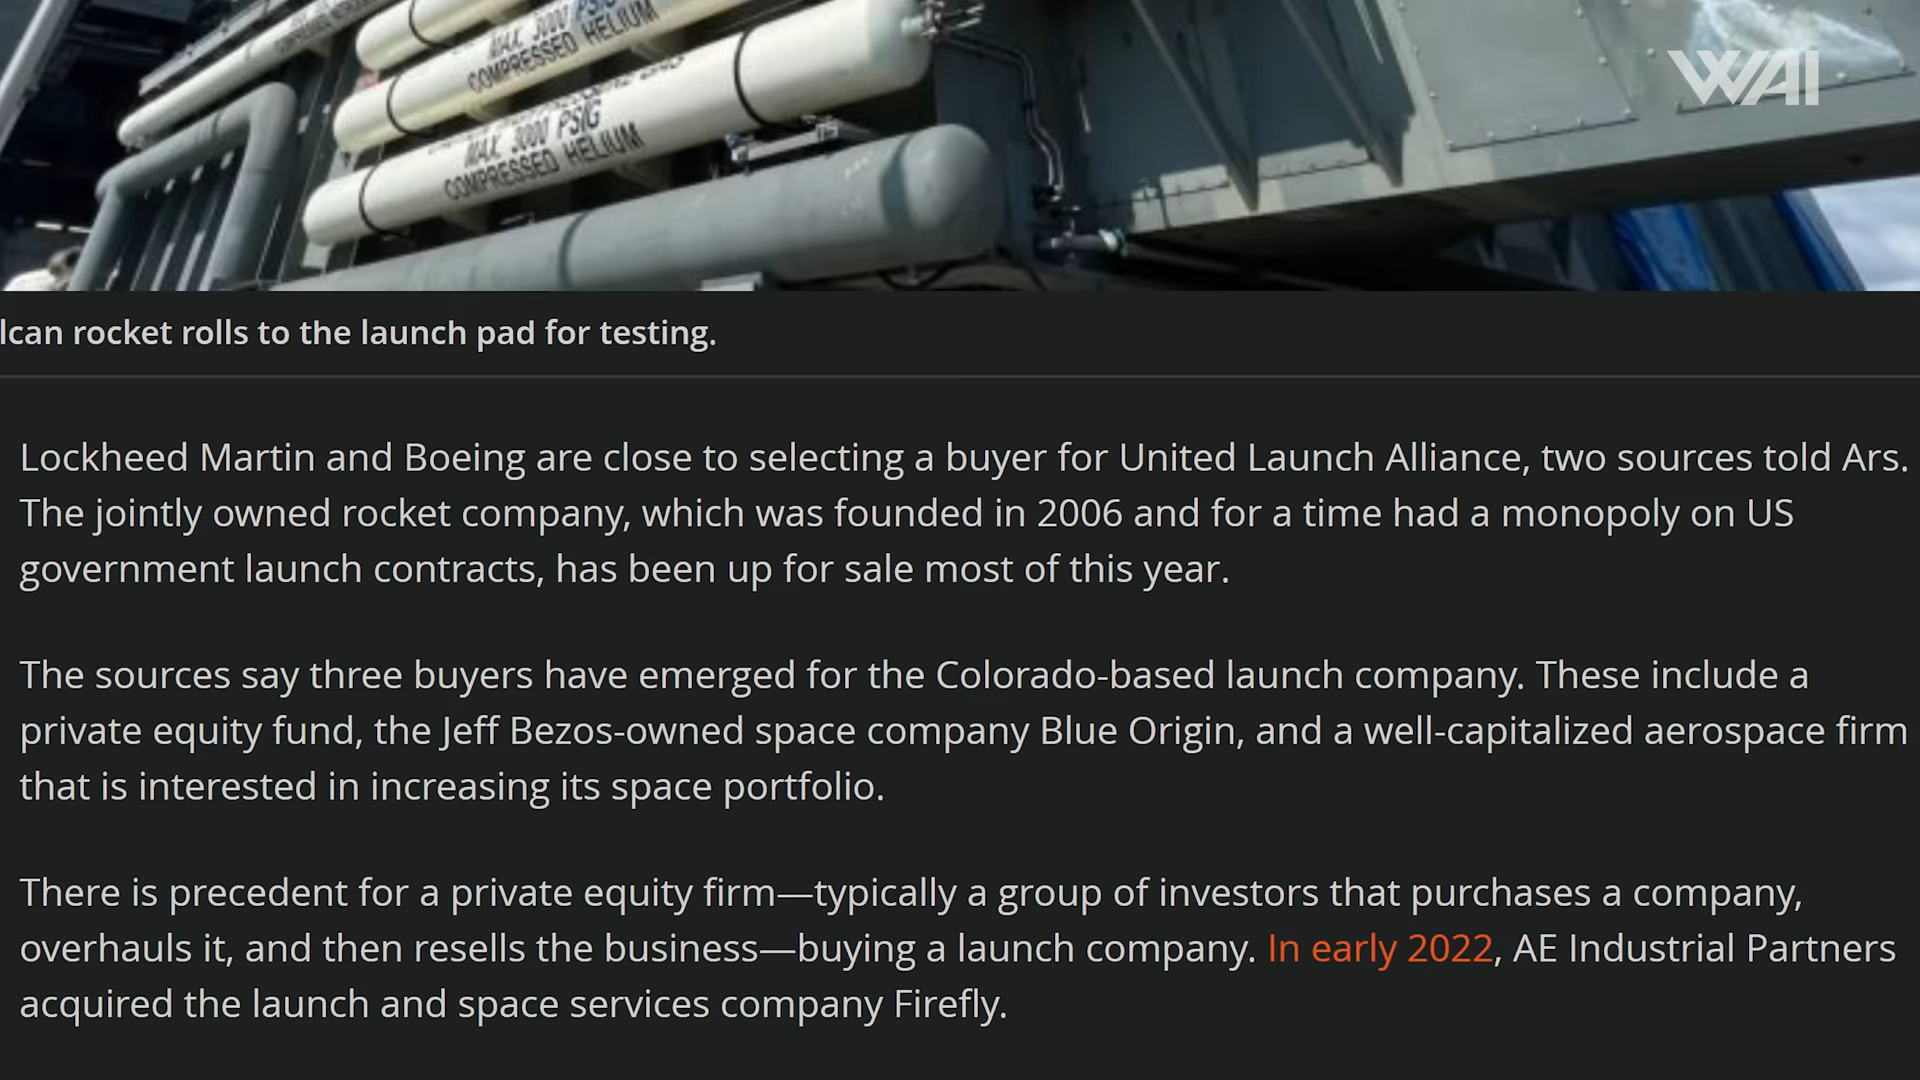 MAX. 3000 PSIG
COMPRESSED HELIUM
MAX. 3000 PSIG
COMPRESSED HELIUM
WAI
lcan rocket rolls to the launch pad for testing.
Lockheed Martin and Boeing are close to selecting a buyer for United Launch Alliance, two sources told Ars.
The jointly owned rocket company, which was founded in 2006 and for a time had a monopoly on US
government launch contracts, has been up for sale most of this year.
The sources say three buyers have emerged for the Colorado-based launch company. These include a
private equity fund, the Jeff Bezos-owned space company Blue Origin, and a well-capitalized aerospace firm
that is interested in increasing its space portfolio.
There is precedent for a private equity firm—typically a group of investors that purchases a company,
overhauls it, and then resells the business—buying a launch company. In early 2022, AE Industrial Partners
acquired the launch and space services company Firefly.